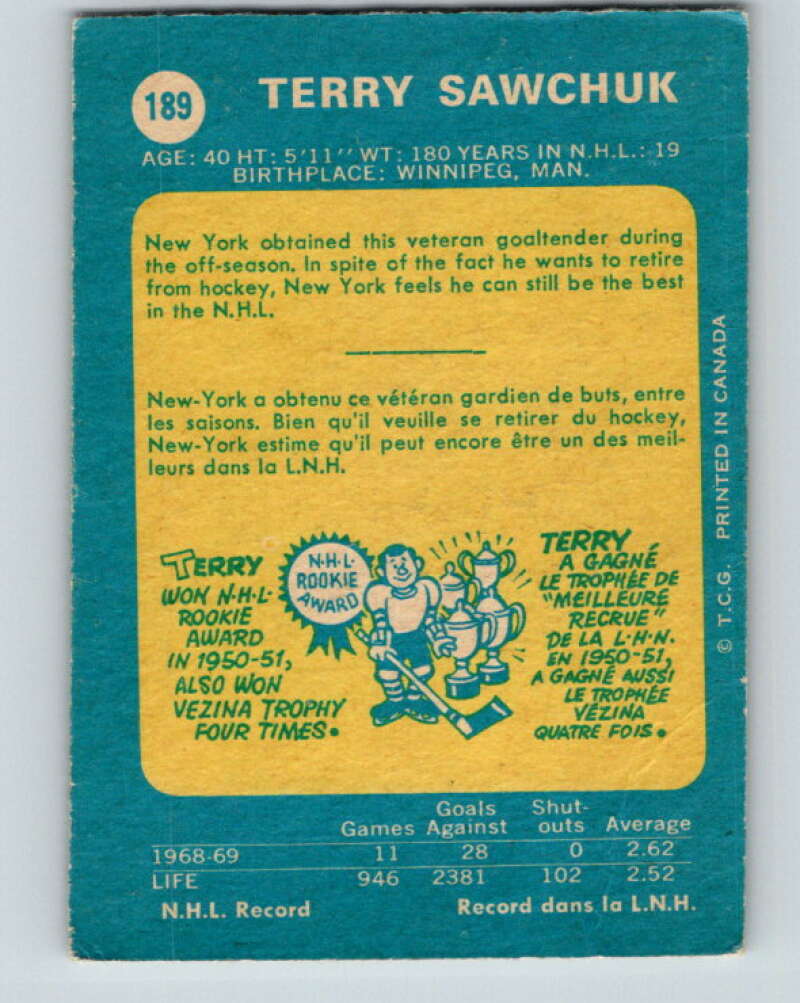 189
TERRY SAWCHUK
AGE: 40 HT: 5'11'' WT: 180 YEARS IN N.H.L.: 19
BIRTHPLACE: WINNIPEG, MAN.
New York obtained this veteran goaltender during
the off-season. In spite of the fact he wants to retire
from hockey, New York feels he can still be the best
in the N.H.L.
New-York a obtenu ce vétéran gardien de buts, entre
les saisons. Bien qu'il veuille se retirer du hockey,
New-York estime qu'il peut encore être un des meil-
leurs dans la L.N.H.
TERRY
WON N·H·L·
ROOKIE
AWARD
IN 1950-51,
ALSO WON
VEZINA TROPHY
FOUR TIMES.
N·H·L·
ROOKIE
AWARD
TERRY
A GAGNÉ
LE TROPHÉE DE
"MEILLEURE
RECRUE"
DE LA L·H·N.
EN 1950-51,
A GAGNÉ AUSSI
LE TROPHÉE
VÉZINA
QUATRE FOIS.
© T.C.G. PRINTED IN CANADA
Goals Shut-
Games Against outs Average
1968-69 11 28 0 2.62
LIFE 946 2381 102 2.52
N.H.L. Record Record dans la L.N.H.